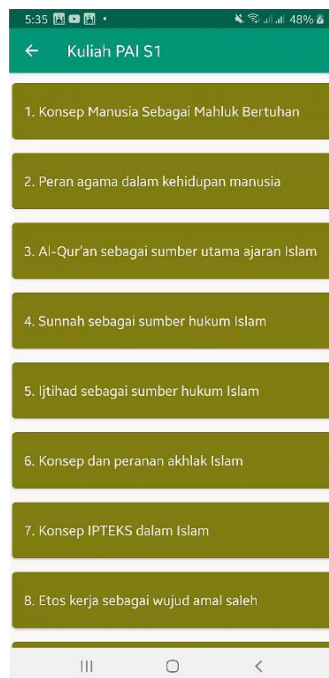 5:35
48%
Kuliah PAI S1
1. Konsep Manusia Sebagai Mahluk Bertuhan
2. Peran agama dalam kehidupan manusia
3. Al-Qur'an sebagai sumber utama ajaran Islam
4. Sunnah sebagai sumber hukum Islam
5. Ijtihad sebagai sumber hukum Islam
6. Konsep dan peranan akhlak Islam
7. Konsep IPTEKS dalam Islam
8. Etos kerja sebagai wujud amal saleh